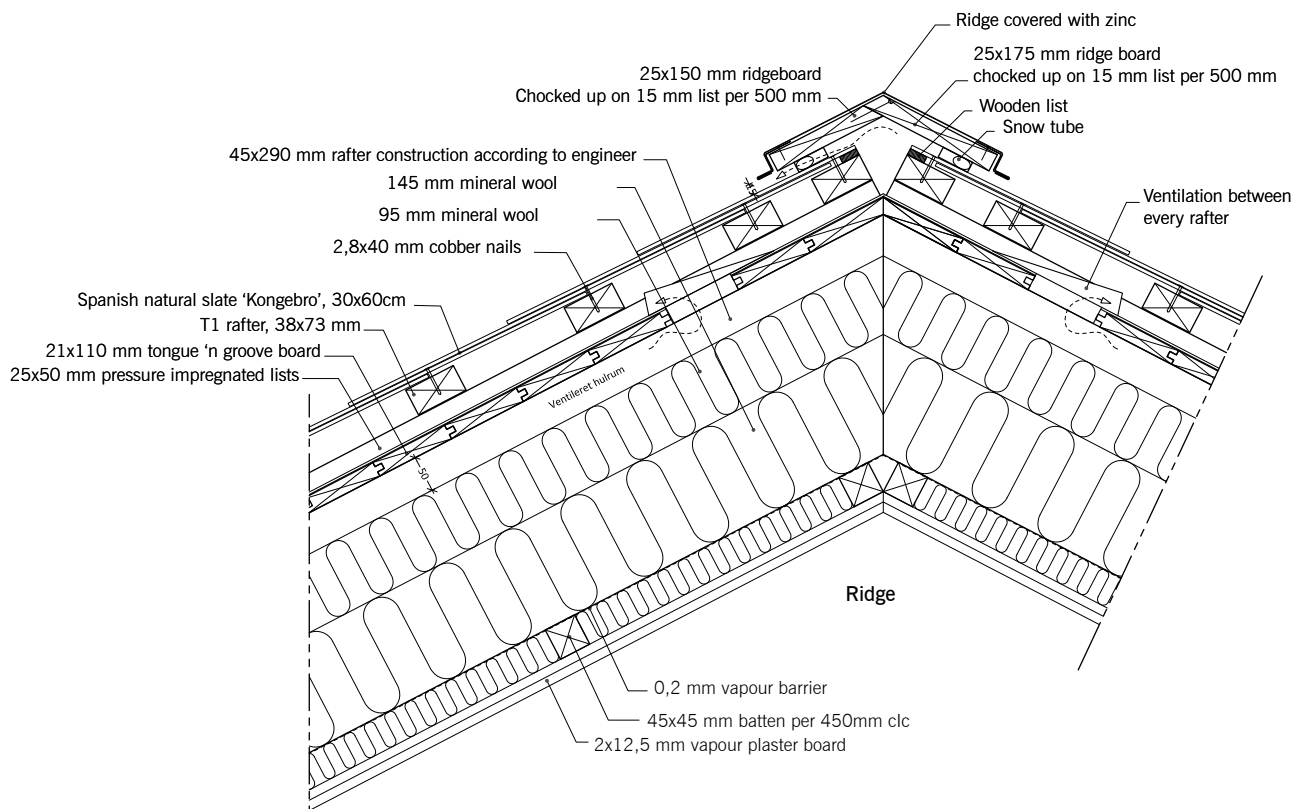 Ridge covered with zinc
25x175 mm ridge board
chocked up on 15 mm list per 500 mm
25x150 mm ridgeboard
Chocked up on 15 mm list per 500 mm
Wooden list
Snow tube
45x290 mm rafter construction according to engineer
145 mm mineral wool
95 mm mineral wool
2,8x40 mm cobber nails
Ventilation between
every rafter
Spanish natural slate ‘Kongebro’, 30x60cm
T1 rafter, 38x73 mm
21x110 mm tongue ‘n groove board
25x50 mm pressure impregnated lists
Ventileret hulrum
50
Ridge
0,2 mm vapour barrier
45x45 mm batten per 450mm clc
2x12,5 mm vapour plaster board